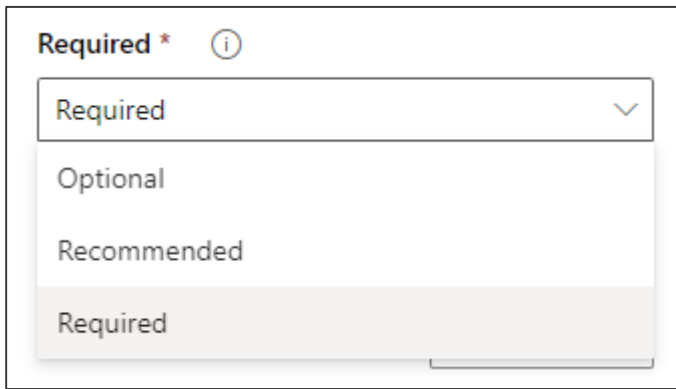 Required *
Required
Optional
Recommended
Required